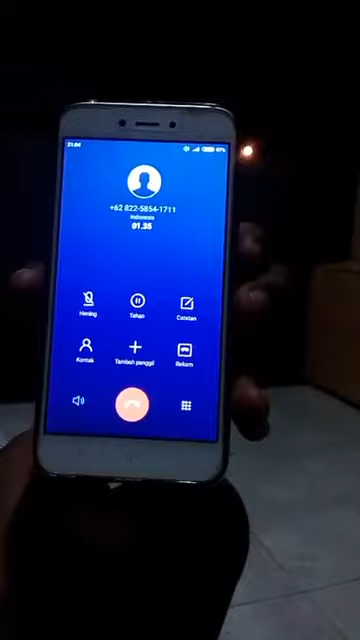 21.04
+62 822-5854-1711
Indonesia
01.35
Hening
Tahan
Catatan
Kontak
Tambah panggil
Rekam